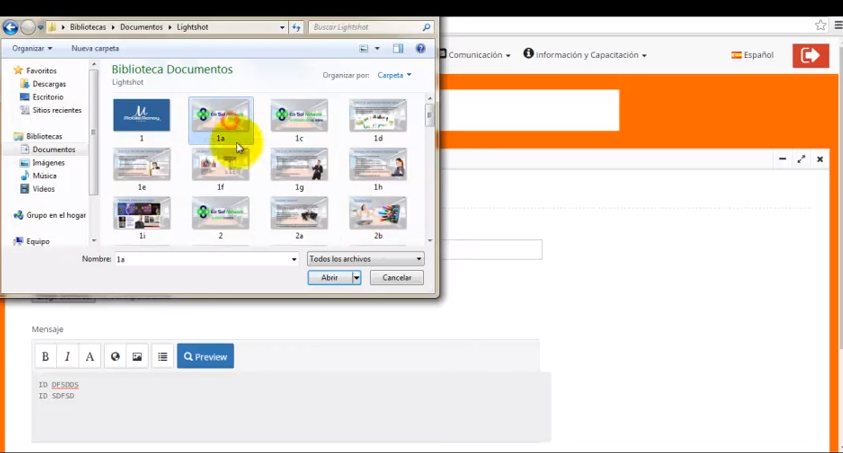 Bibliotecas ▸ Documentos ▸ Lightshot
Buscar Lightshot
Organizar
Nueva carpeta
Favoritos
Descargas
Escritorio
Sitios recientes
Bibliotecas
Documentos
Imágenes
Música
Vídeos
Grupo en el hogar
Equipo
Biblioteca Documentos
Lightshot
Organizar por: Carpeta
1
1a
1c
1d
1e
1f
1g
1h
1i
2
2a
2b
Nombre: 1a
Todos los archivos
Abrir
Cancelar
Comunicación
Información y Capacitación
Español
Mensaje
B I A
Preview
ID DFSDDS
ID SDFSD